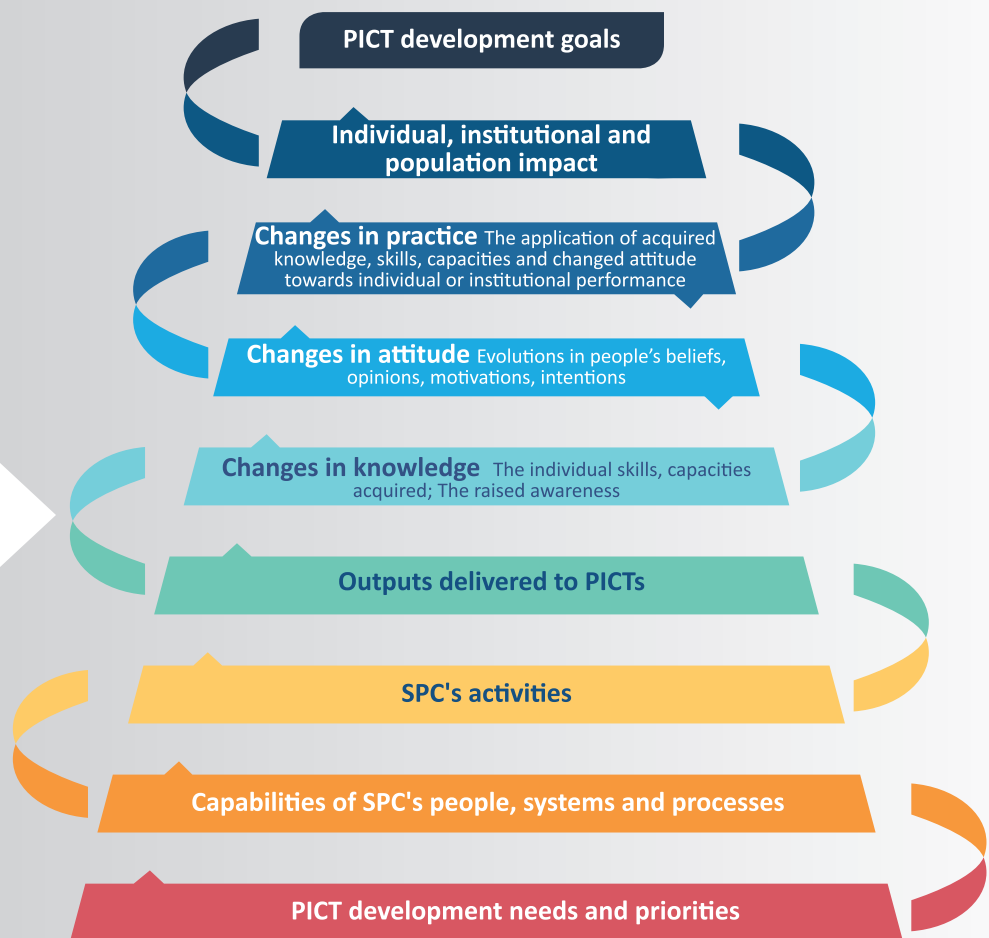 PICT development goals
Individual, institutional and
population impact
Changes in practice The application of acquired
knowledge, skills, capacities and changed attitude
towards individual or institutional performance
Changes in attitude Evolutions in people’s beliefs,
opinions, motivations, intentions
Changes in knowledge The individual skills, capacities
acquired; The raised awareness
Outputs delivered to PICTs
SPC's activities
Capabilities of SPC's people, systems and processes
PICT development needs and priorities